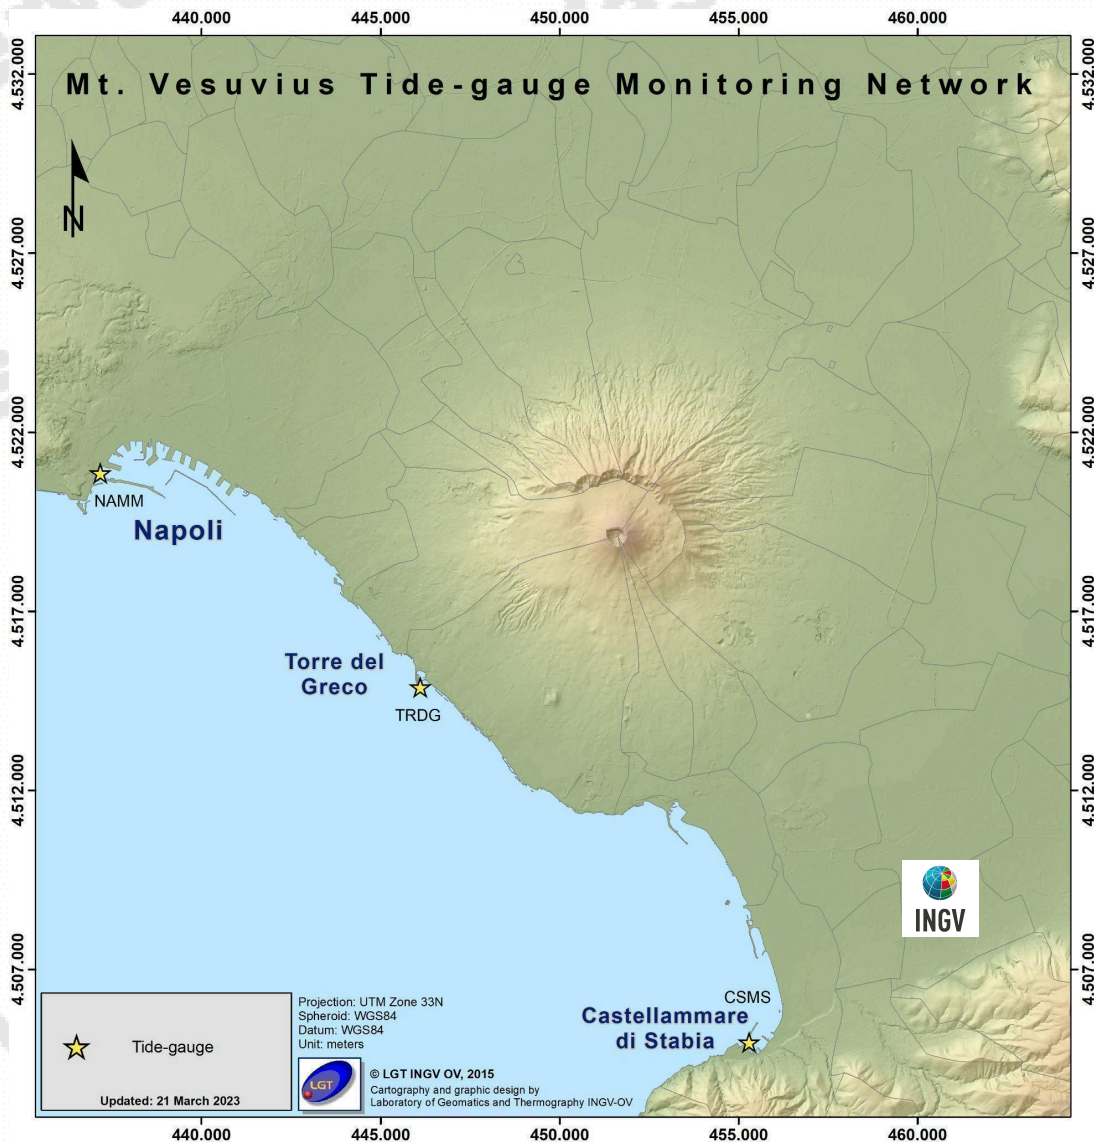 440.000 445.000 450.000 455.000 460.000
Mt. Vesuvius Tide-gauge Monitoring Network
4.532.000
4.532.000
N
4.527.000
4.527.000
4.522.000
4.522.000
NAMM
Napoli
4.517.000
4.517.000
Torre del
Greco
TRDG
4.512.000
4.512.000
INGV
4.507.000
4.507.000
CSMS
Castellammare
di Stabia
Tide-gauge
Updated: 21 March 2023
Projection: UTM Zone 33N
Spheroid: WGS84
Datum: WGS84
Unit: meters
LGT
© LGT INGV OV, 2015
Cartography and graphic design by
Laboratory of Geomatics and Thermography INGV-OV
440.000 445.000 450.000 455.000 460.000